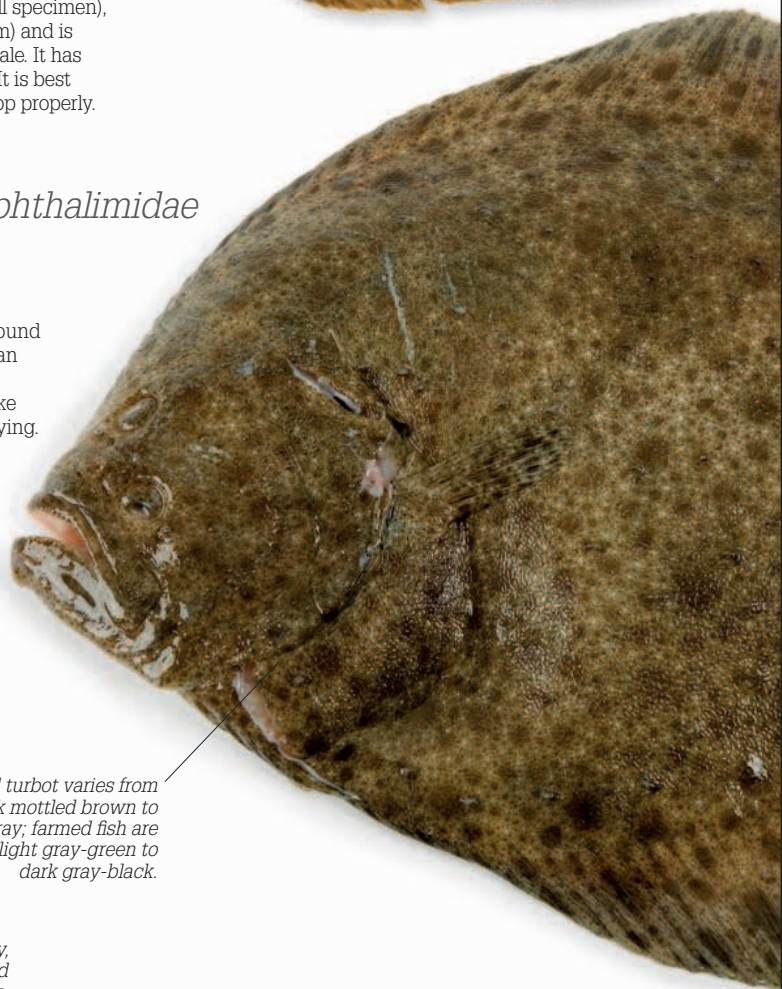 ll specimen),
m) and is
ale. It has
It is best
op properly.
phthalimidae
ound
an
ke
ying.
l turbot varies from
k mottled brown to
ray; farmed fish are
light gray-green to
dark gray-black.
y,
d